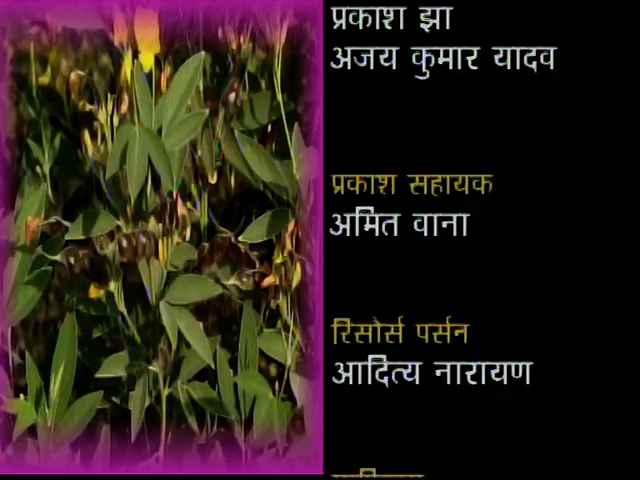 प्रकाश झा
अजय कुमार यादव
प्रकाश सहायक
अमित वाना
रिसोर्स पर्सन
आदित्य नारायण